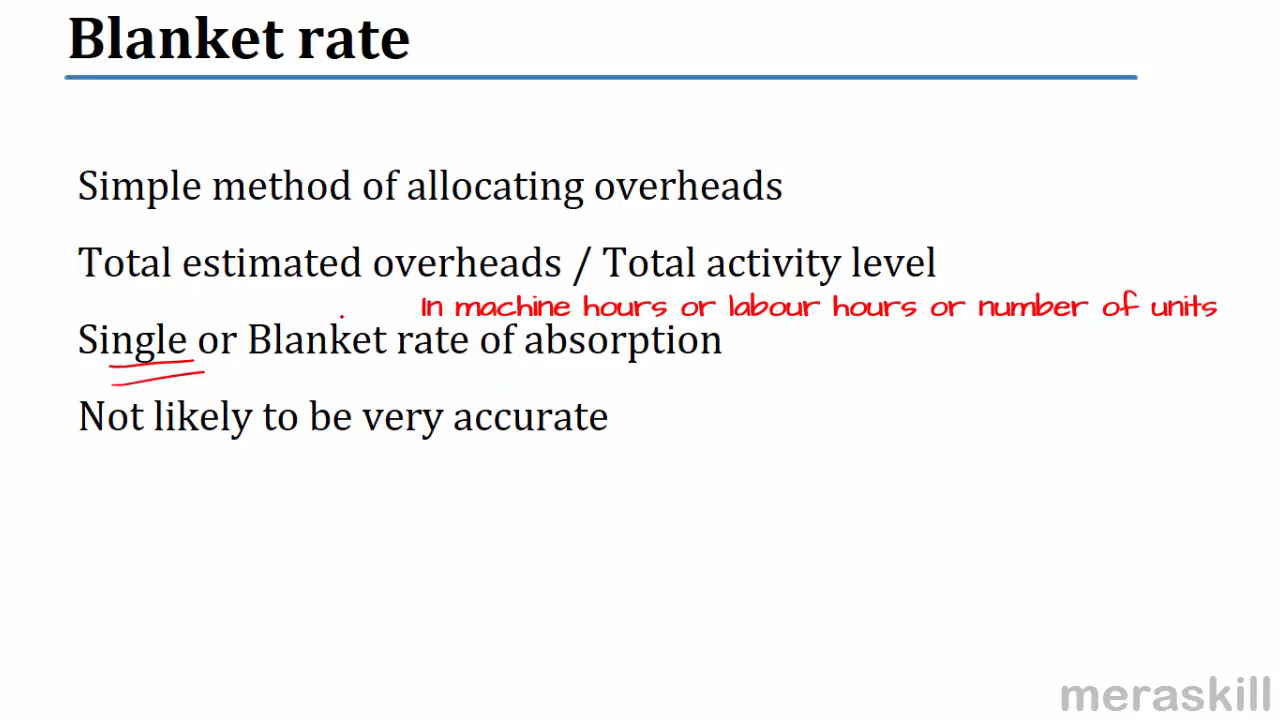 Blanket rate
Simple method of allocating overheads
Total estimated overheads / Total activity level
In machine hours or labour hours or number of units
Single or Blanket rate of absorption
Not likely to be very accurate
meraskill